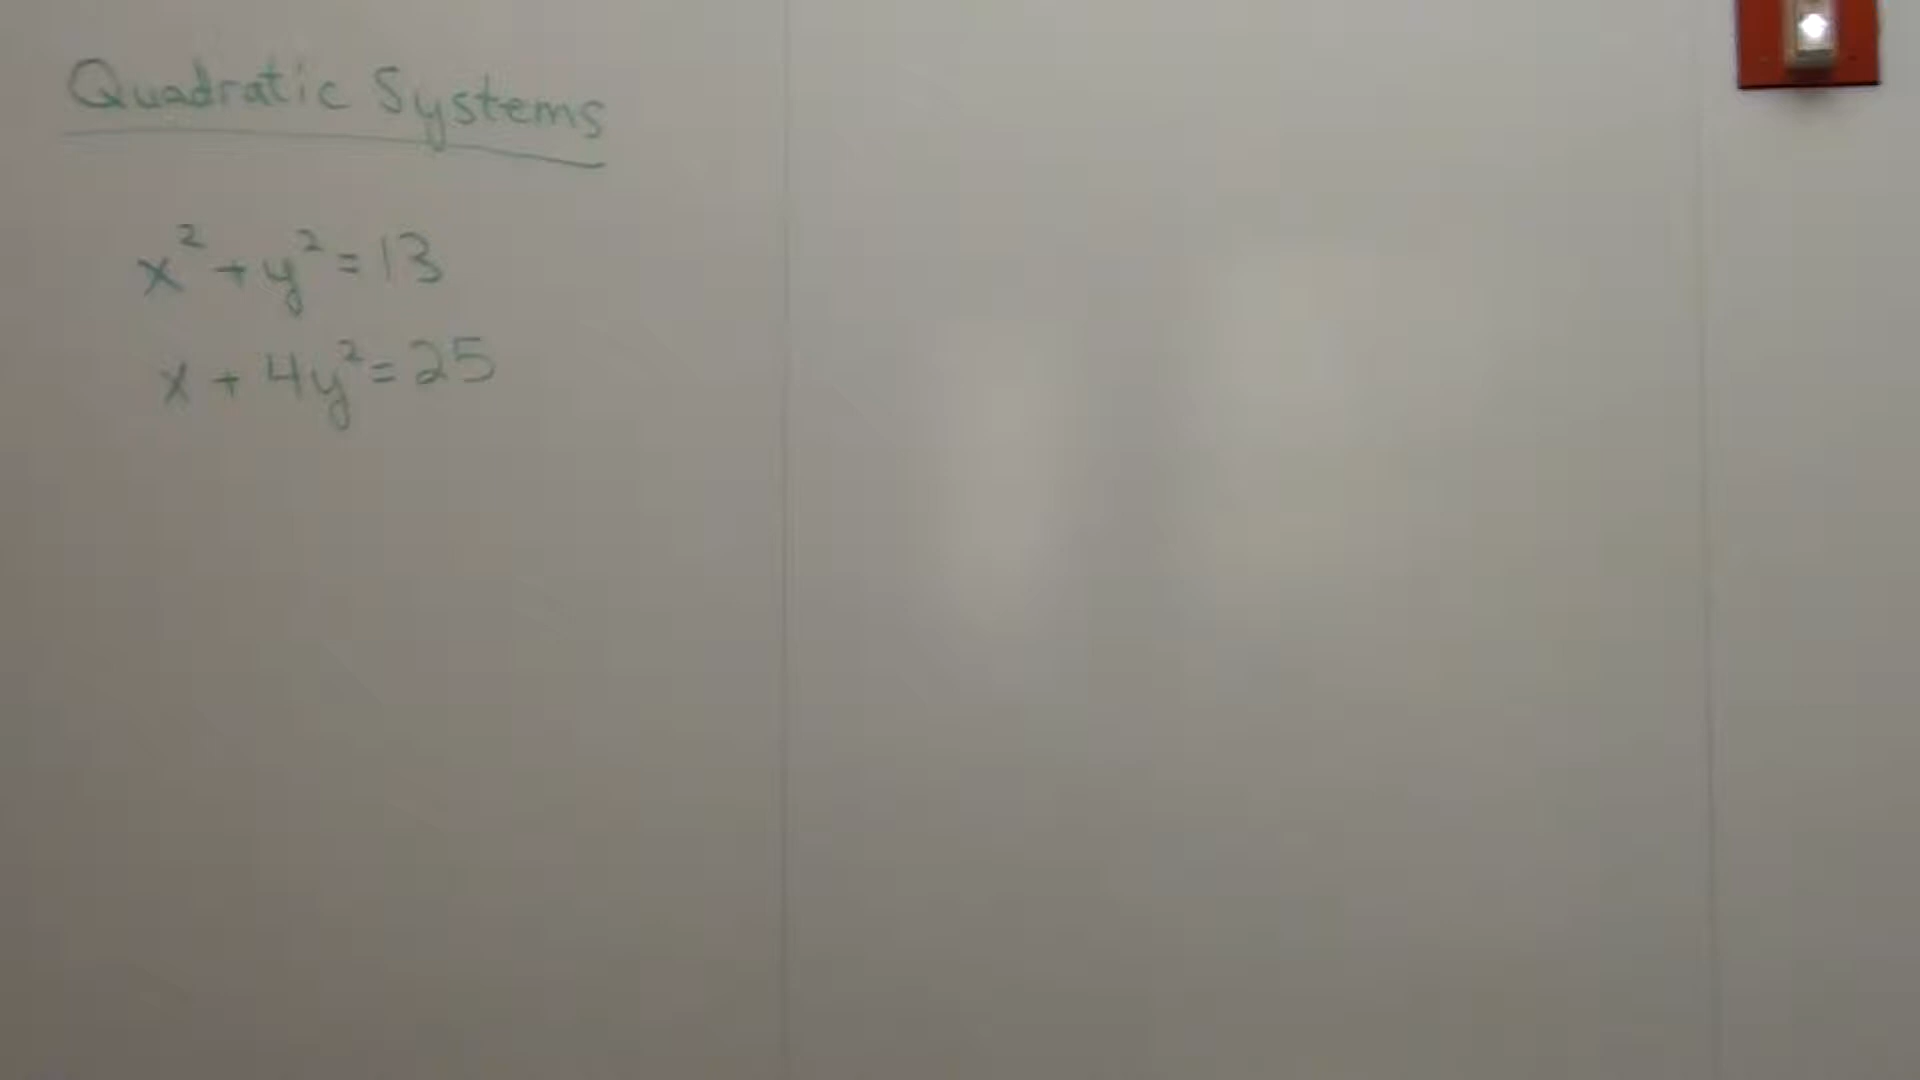 Quadratic Systems
x² + y² = 13
x + 4y² = 25